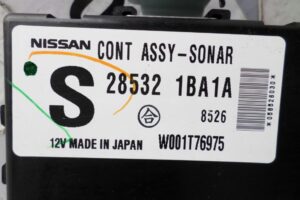 NISSAN CONT ASSY-SONAR
S 28532 1BA1A
合 8526
12V MADE IN JAPAN W001T76975